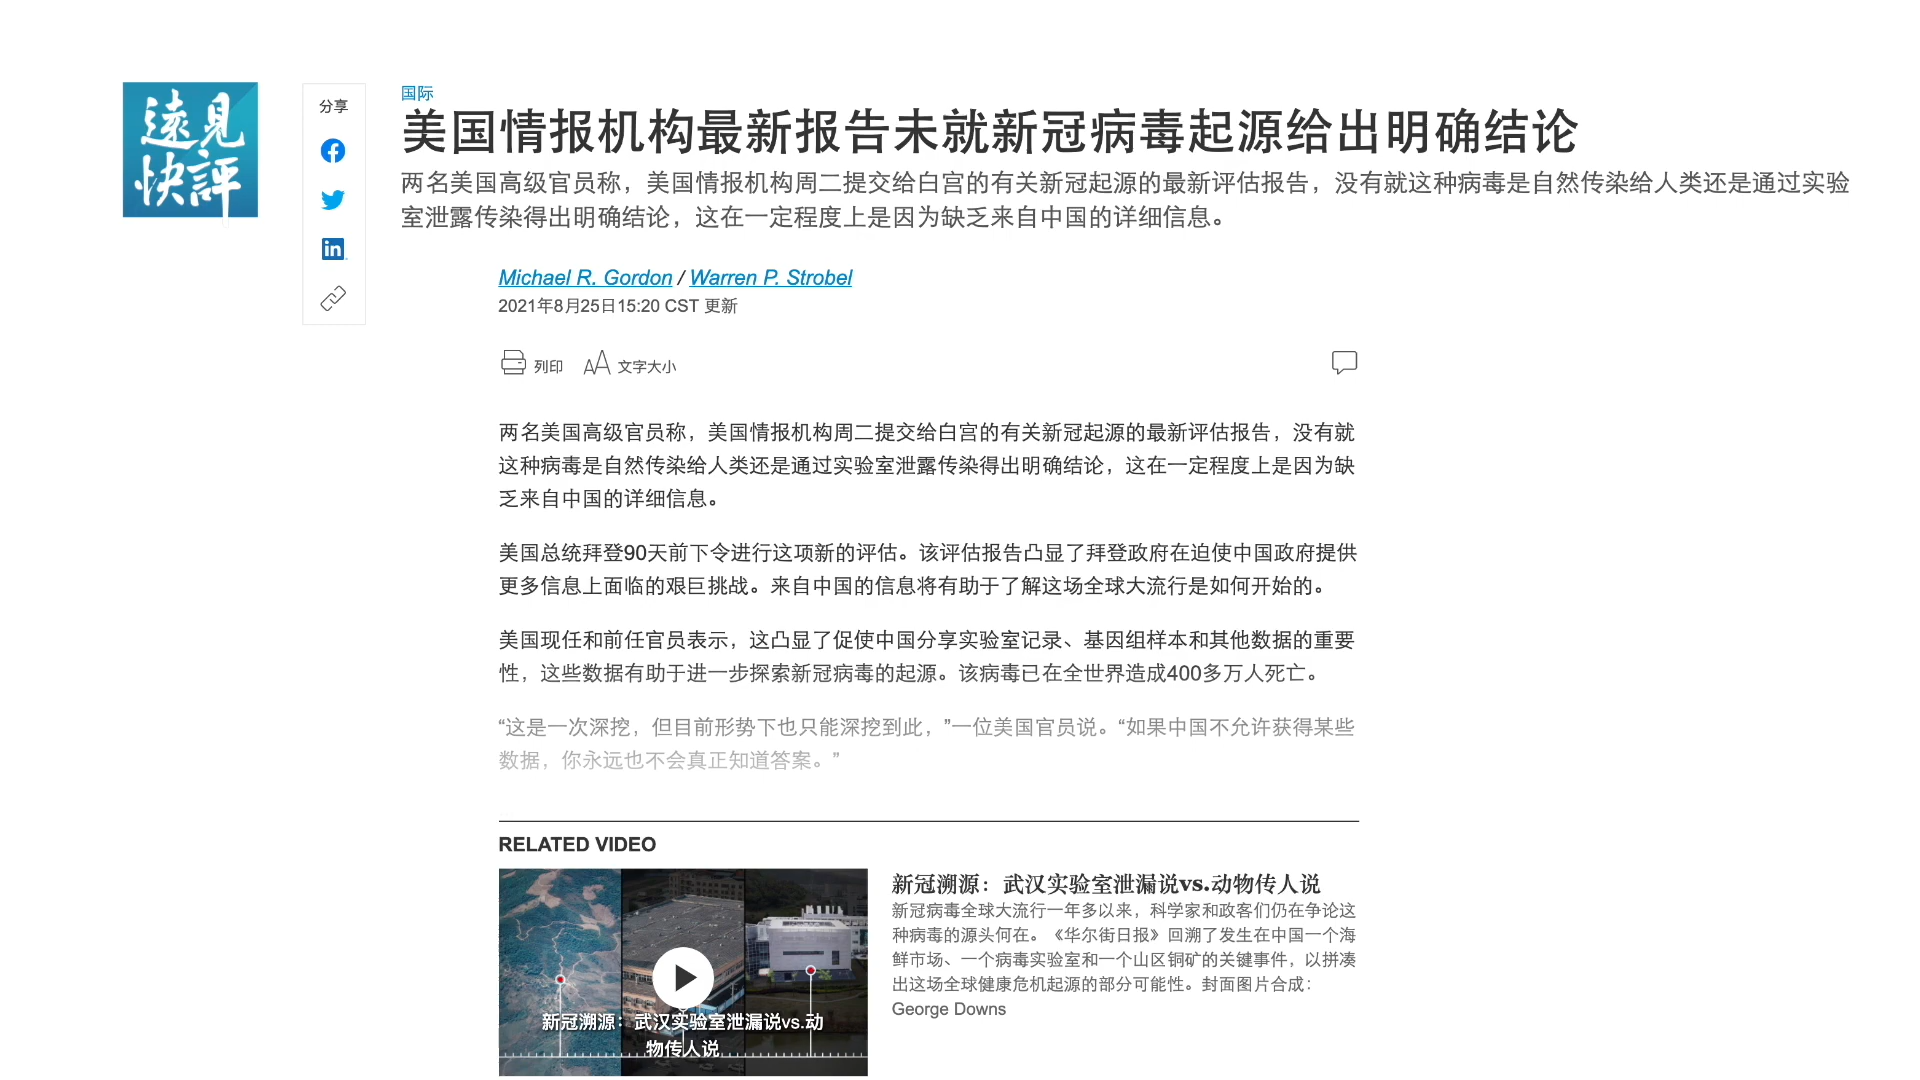 遠見
快評
分享
国际
美国情报机构最新报告未就新冠病毒起源给出明确结论
两名美国高级官员称，美国情报机构周二提交给白宫的有关新冠起源的最新评估报告，没有就这种病毒是自然传染给人类还是通过实验
室泄露传染得出明确结论，这在一定程度上是因为缺乏来自中国的详细信息。
Michael R. Gordon / Warren P. Strobel
2021年8月25日15:20 CST 更新
列印 AA 文字大小
两名美国高级官员称，美国情报机构周二提交给白宫的有关新冠起源的最新评估报告，没有就
这种病毒是自然传染给人类还是通过实验室泄露传染得出明确结论，这在一定程度上是因为缺
乏来自中国的详细信息。
美国总统拜登90天前下令进行这项新的评估。该评估报告凸显了拜登政府在迫使中国政府提供
更多信息上面临的艰巨挑战。来自中国的信息将有助于了解这场全球大流行是如何开始的。
美国现任和前任官员表示，这凸显了促使中国分享实验室记录、基因组样本和其他数据的重要
性，这些数据有助于进一步探索新冠病毒的起源。该病毒已在全世界造成400多万人死亡。
“这是一次深挖，但目前形势下也只能深挖到此，”一位美国官员说。“如果中国不允许获得某些
数据，你永远也不会真正知道答案。”
RELATED VIDEO
新冠溯源：武汉实验室泄漏说vs.动
物传人说
新冠溯源：武汉实验室泄漏说vs.动物传人说
新冠病毒全球大流行一年多以来，科学家和政客们仍在争论这
种病毒的源头何在。《华尔街日报》回溯了发生在中国一个海
鲜市场、一个病毒实验室和一个山区铜矿的关键事件，以拼凑
出这场全球健康危机起源的部分可能性。封面图片合成：
George Downs